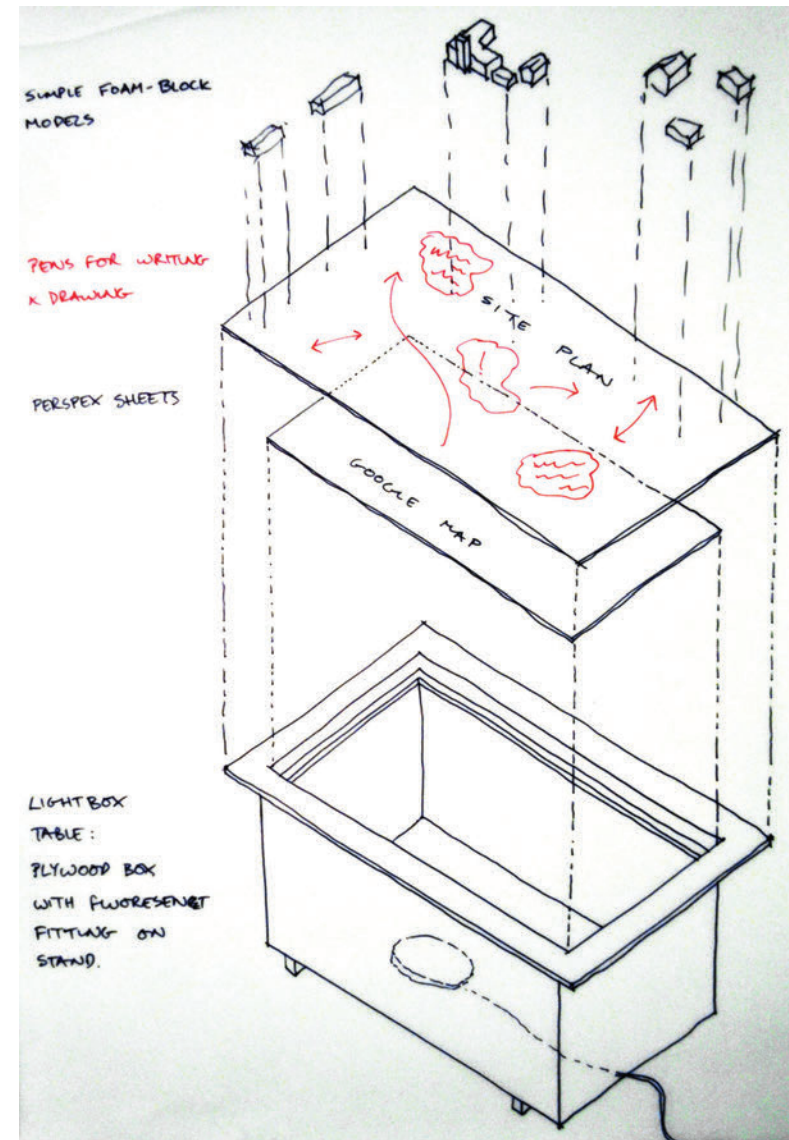 SIMPLE FOAM-BLOCK
MODELS
PENS FOR WRITING
& DRAWING
SITE PLAN
PERSPEX SHEETS
GOOGLE MAP
LIGHTBOX
TABLE:
PLYWOOD BOX
WITH FLUORESENT
FITTING ON
STAND.